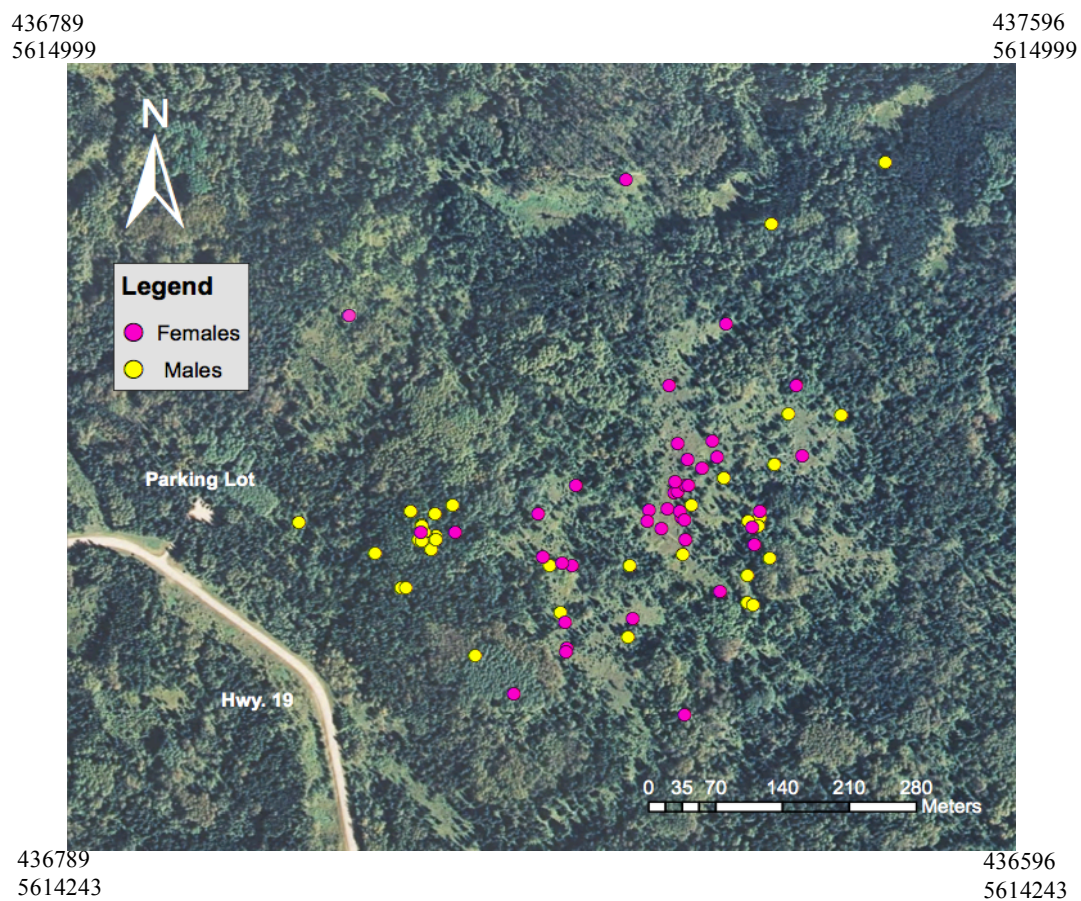 436789
5614999
437596
5614999
N
Legend
Females
Males
Parking Lot
Hwy. 19
0 35 70 140 210 280
Meters
436789
5614243
436596
5614243